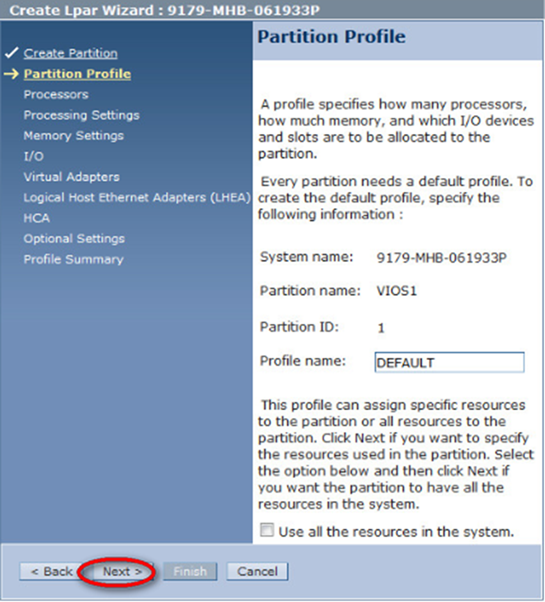 Create Lpar Wizard : 9179-MHB-061933P
Create Partition
Partition Profile
Processors
Processing Settings
Memory Settings
I/O
Virtual Adapters
Logical Host Ethernet Adapters (LHEA)
HCA
Optional Settings
Profile Summary
Partition Profile
A profile specifies how many processors,
how much memory, and which I/O devices
and slots are to be allocated to the
partition.
Every partition needs a default profile. To
create the default profile, specify the
following information :
System name: 9179-MHB-061933P
Partition name: VIOS1
Partition ID: 1
Profile name: DEFAULT
This profile can assign specific resources
to the partition or all resources to the
partition. Click Next if you want to specify
the resources used in the partition. Select
the option below and then click Next if
you want the partition to have all the
resources in the system.
Use all the resources in the system.
< Back Next > Finish Cancel